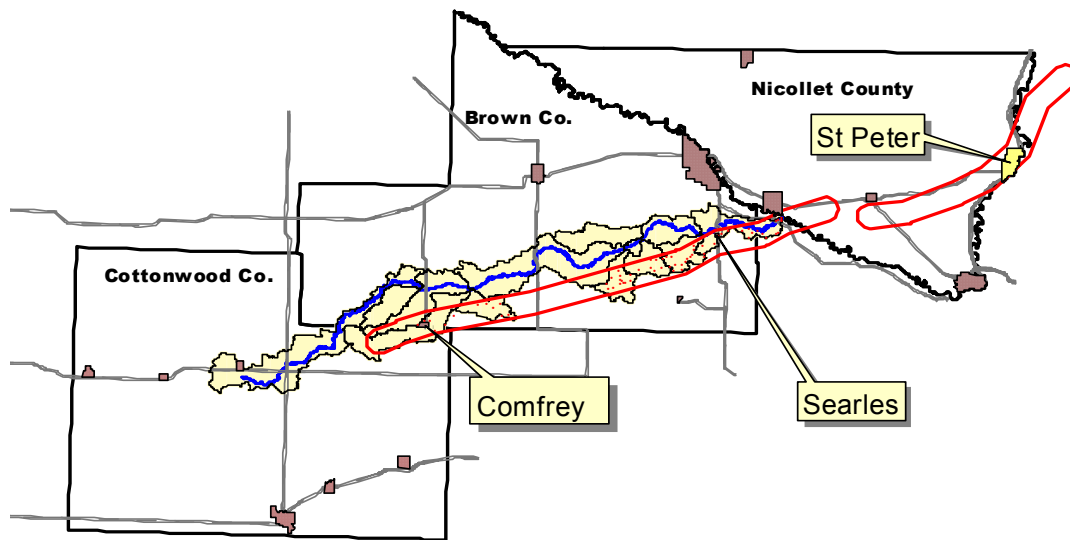 Nicollet County
Brown Co.
St Peter
Cottonwood Co.
Comfrey
Searles